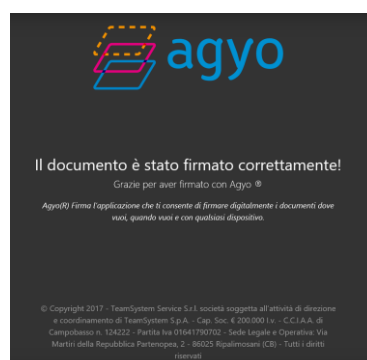 agyo
Il documento è stato firmato correttamente!
Grazie per aver firmato con Agyo ®
Agyo(R) Firma l'applicazione che ti consente di firmare digitalmente i documenti dove
vuoi, quando vuoi e con qualsiasi dispositivo.
© Copyright 2017 - TeamSystem Service S.r.l. società soggetta all'attività di direzione
e coordinamento di TeamSystem S.p.A. - Cap. Soc. € 200.000 I.v. - C.C.I.A.A. di
Campobasso n. 124222 - Partita Iva 01641790702 - Sede Legale e Operativa: Via
Martiri della Repubblica Partenopea, 2 - 86025 Ripalimosani (CB) - Tutti i diritti
riservati